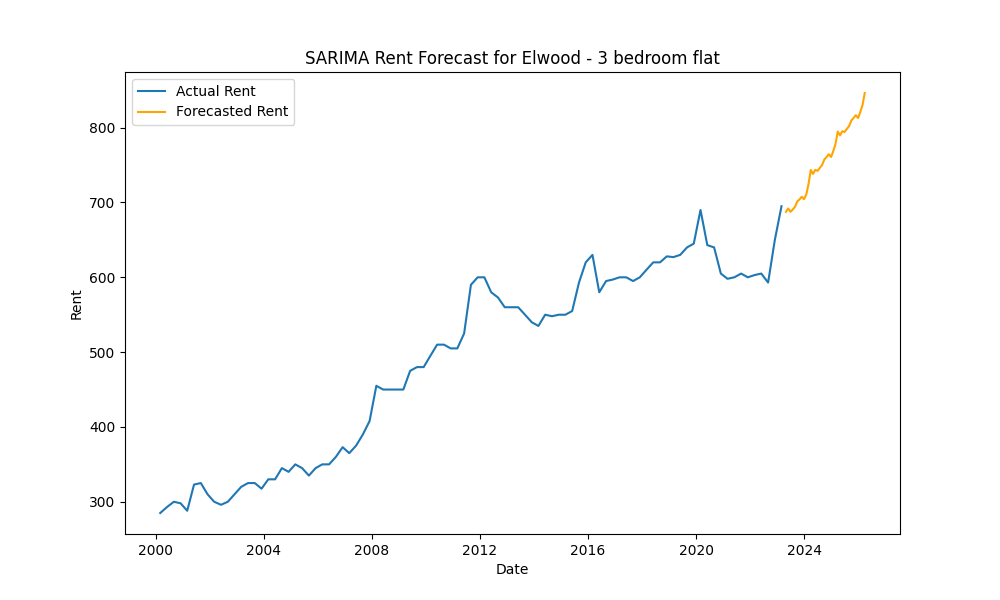 SARIMA Rent Forecast for Elwood - 3 bedroom flat
Actual Rent
Forecasted Rent
800
700
600
500
400
300
Rent
2000 2004 2008 2012 2016 2020 2024
Date